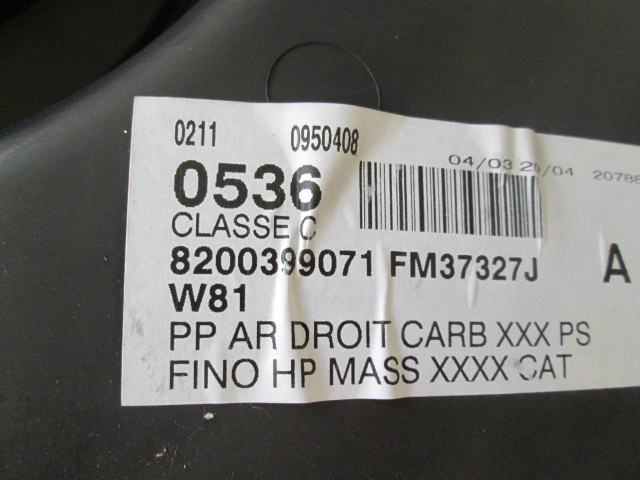 0211 0950408
04/03 20/04 20788
0536
CLASSE C
8200399071 FM37327J A
W81
PP AR DROIT CARB XXX PS
FINO HP MASS XXXX CAT